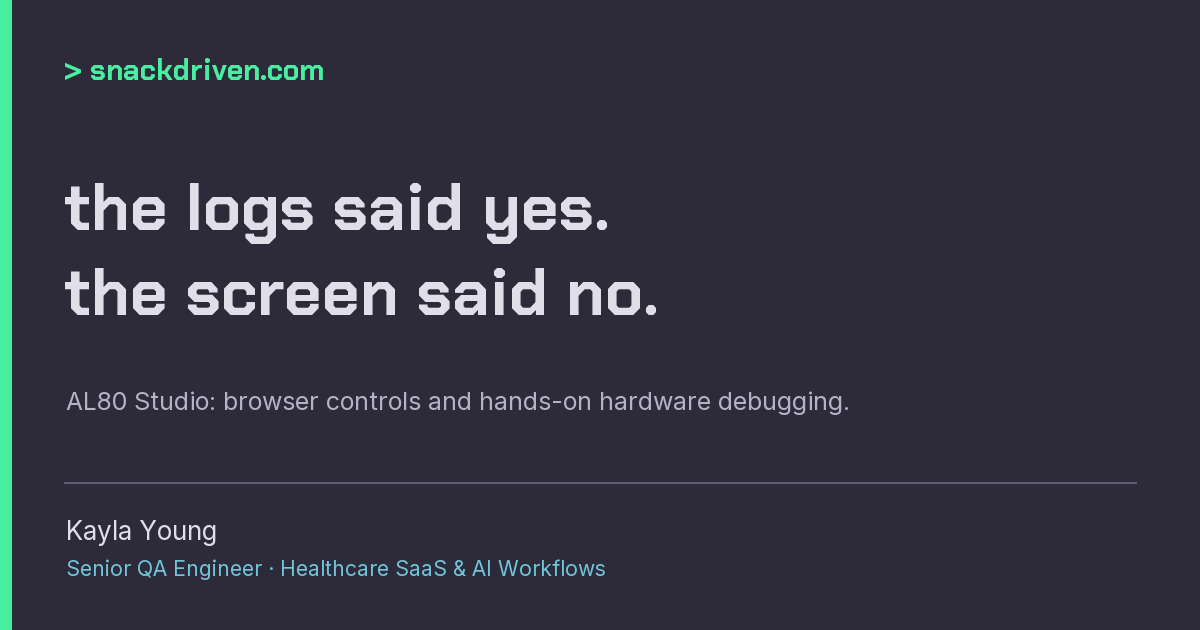 > snackdriven.com
the logs said yes.
the screen said no.
AL80 Studio: browser controls and hands-on hardware debugging.
Kayla Young
Senior QA Engineer · Healthcare SaaS & AI Workflows